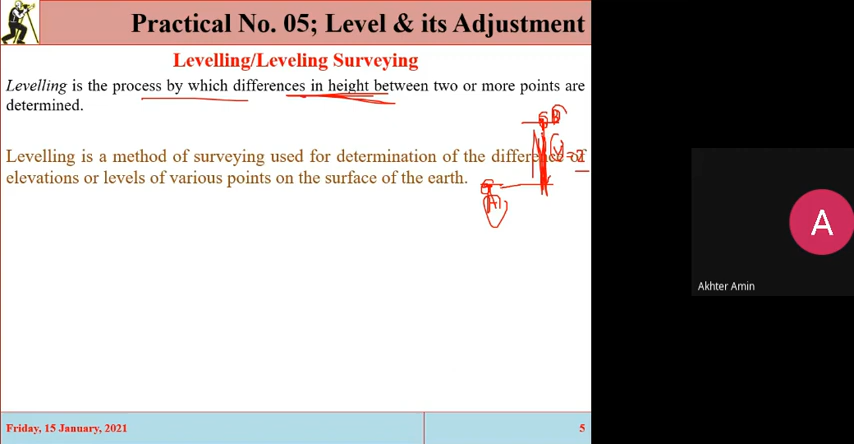 Practical No. 05; Level & its Adjustment
Levelling/Leveling Surveying
Levelling is the process by which differences in height between two or more points are
determined.
Levelling is a method of surveying used for determination of the difference of
elevations or levels of various points on the surface of the earth.
A
Akhter Amin
Friday, 15 January, 2021
5